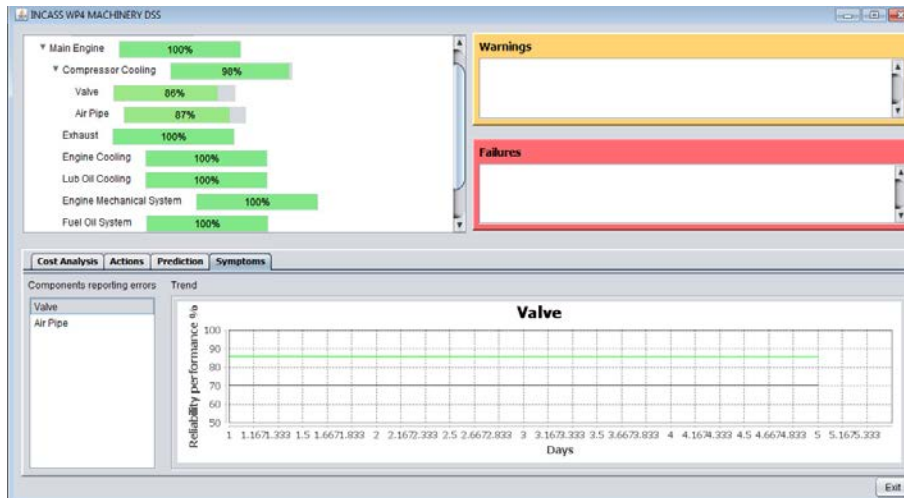 INCASS WP4 MACHINERY DSS
Main Engine 100%
Compressor Cooling 98%
Valve 86%
Air Pipe 87%
Exhaust 100%
Engine Cooling 100%
Lub Oil Cooling 100%
Engine Mechanical System 100%
Fuel Oil System 100%
Warnings
Failures
Cost Analysis Actions Prediction Symptoms
Components reporting errors
Valve
Air Pipe
Trend
Valve
Reliability performance %
100
90
80
70
60
50
1 1.167 1.333 1.5 1.667 1.833 2 2.167 2.333 2.5 2.667 2.833 3 3.167 3.333 3.5 3.667 3.833 4 4.167 4.333 4.5 4.667 4.833 5 5.167 5.333
Days
Exit